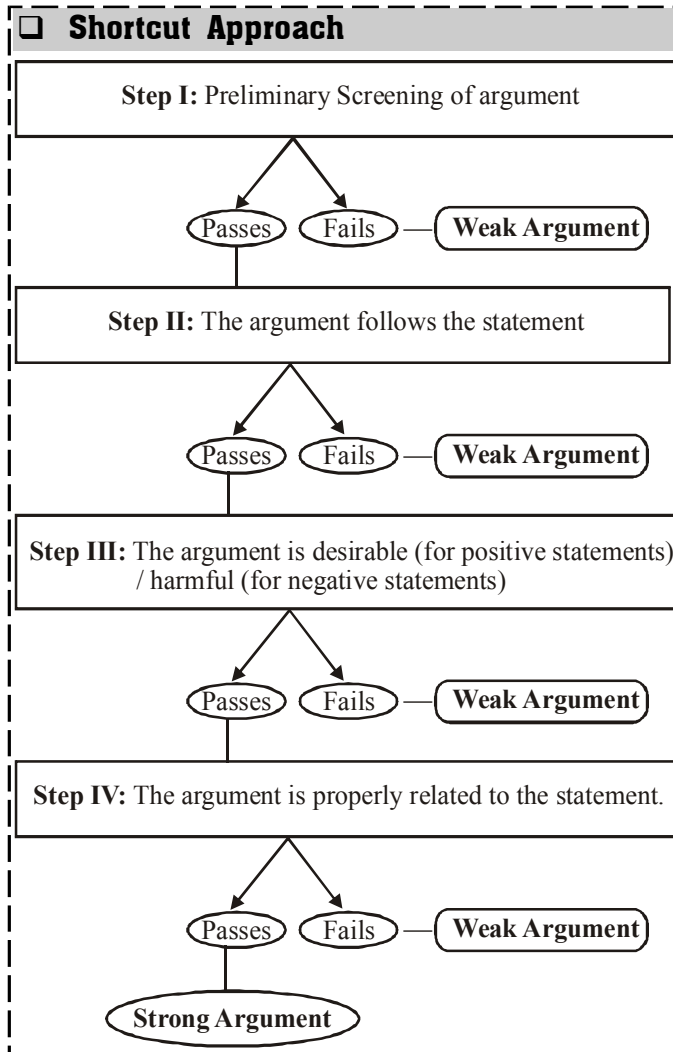 ❑ Shortcut Approach
Step I: Preliminary Screening of argument
Passes Fails — Weak Argument
Step II: The argument follows the statement
Passes Fails — Weak Argument
Step III: The argument is desirable (for positive statements)
/ harmful (for negative statements)
Passes Fails — Weak Argument
Step IV: The argument is properly related to the statement.
Passes Fails — Weak Argument
Strong Argument